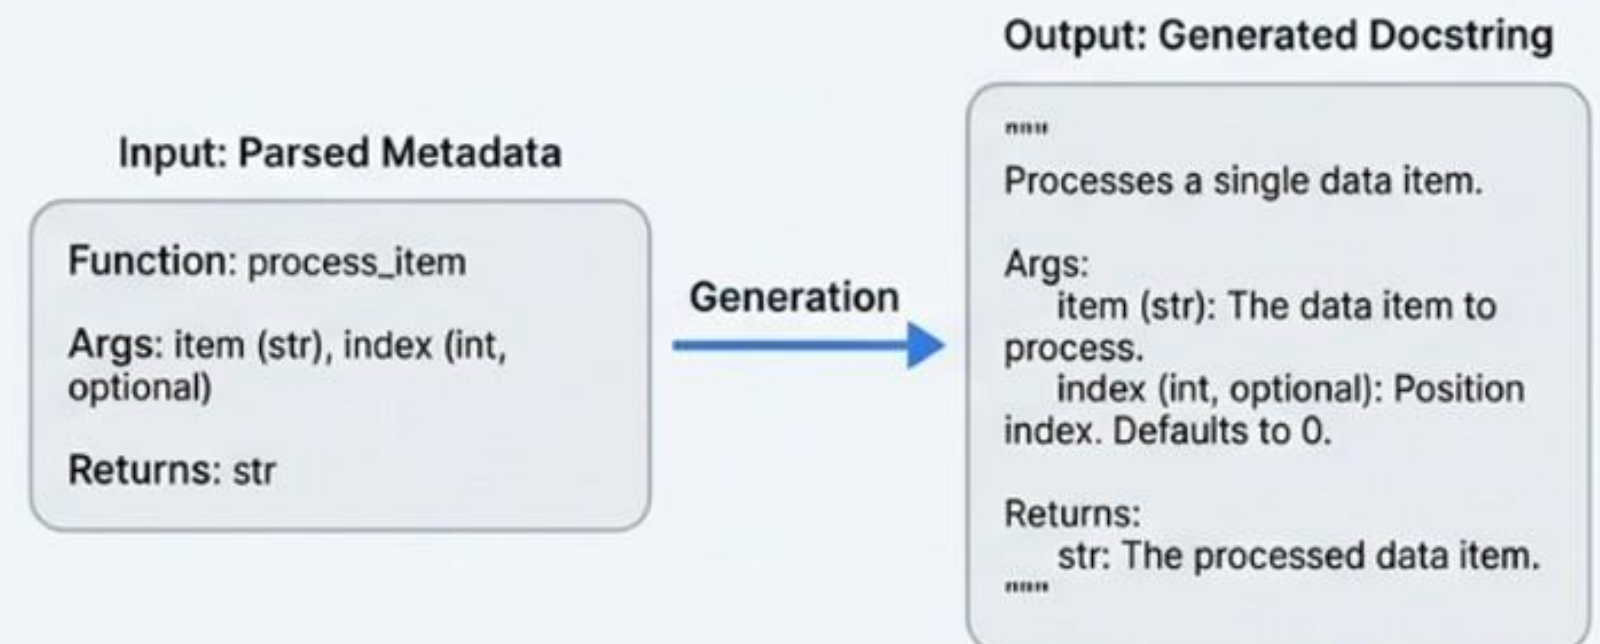 Input: Parsed Metadata
Function: process_item
Args: item (str), index (int,
optional)
Returns: str
Generation
Output: Generated Docstring
"""
Processes a single data item.
Args:
item (str): The data item to
process.
index (int, optional): Position
index. Defaults to 0.
Returns:
str: The processed data item.
"""